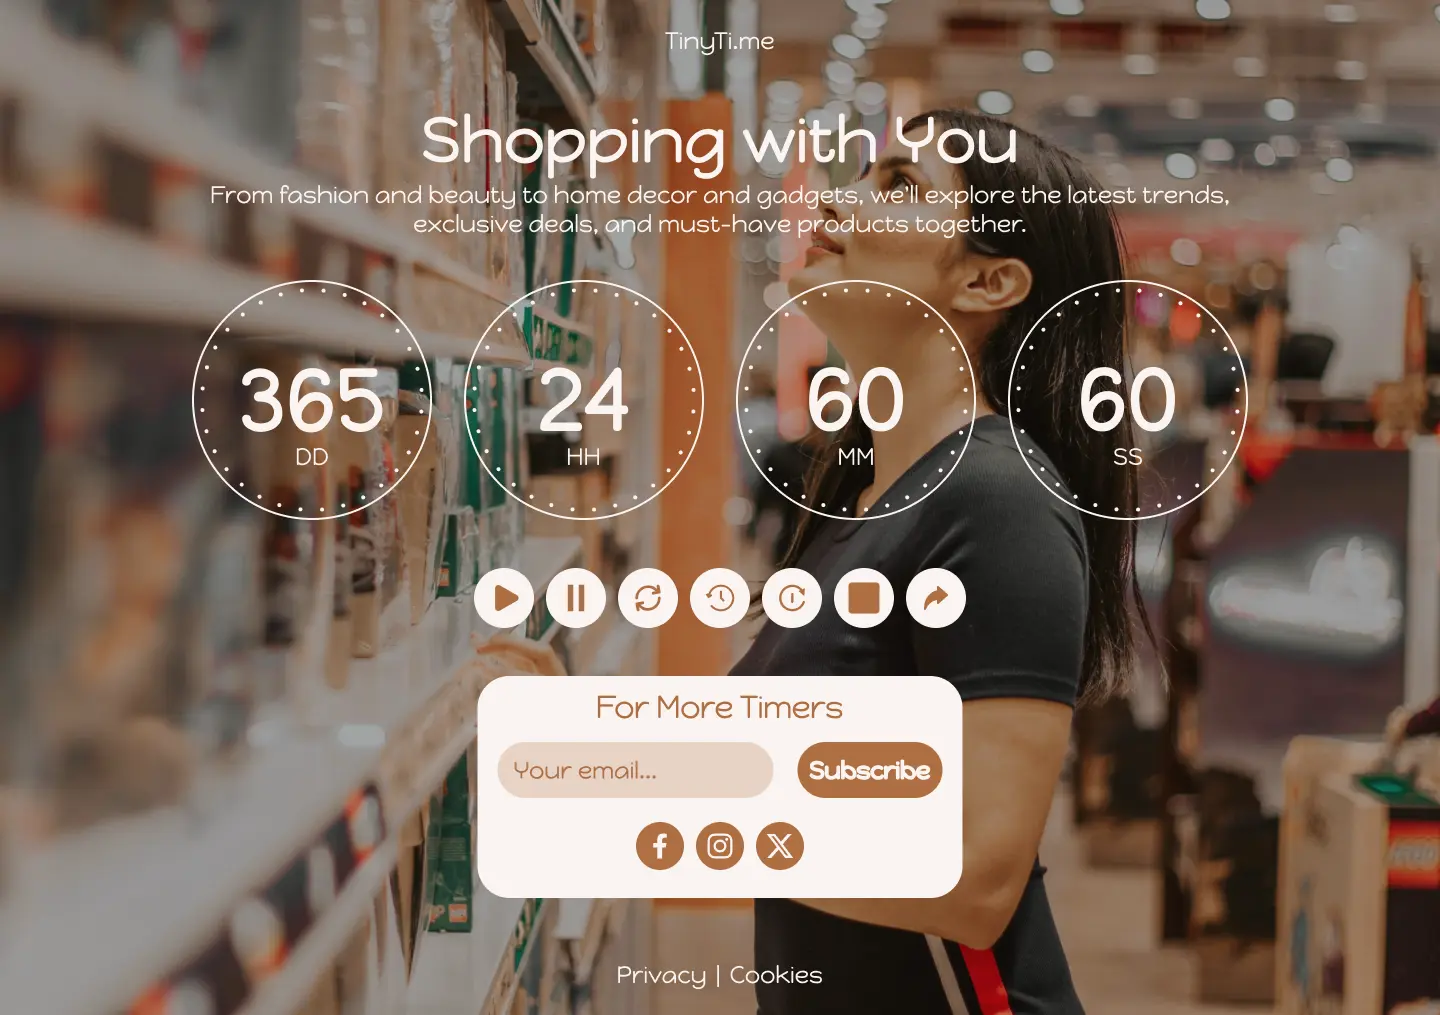 TinyTi.me
Shopping with You
From fashion and beauty to home decor and gadgets, we'll explore the latest trends,
exclusive deals, and must-have products together.
365
DD
24
HH
60
MM
60
SS
For More Timers
Your email...
Subscribe
Privacy | Cookies